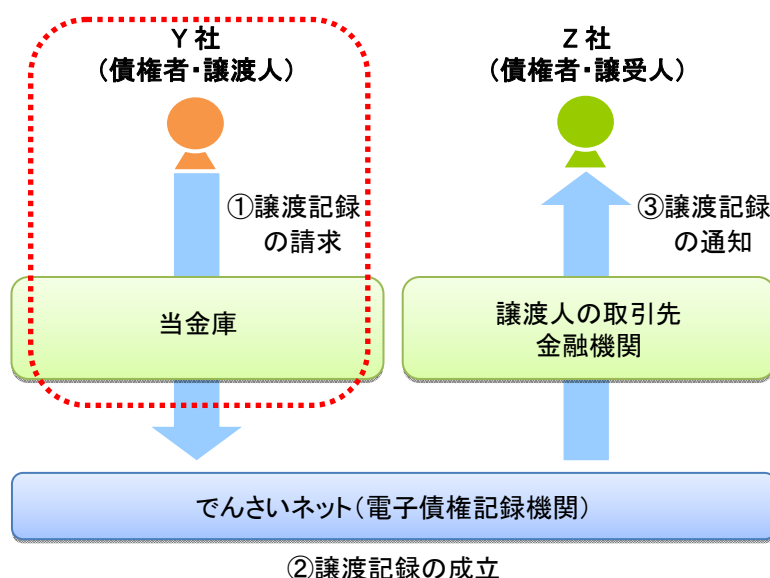 Y社
(債権者・譲渡人)
Z社
(債権者・譲受人)
①譲渡記録
の請求
③譲渡記録
の通知
当金庫
譲渡人の取引先
金融機関
でんさいネット(電子債権記録機関)
②譲渡記録の成立